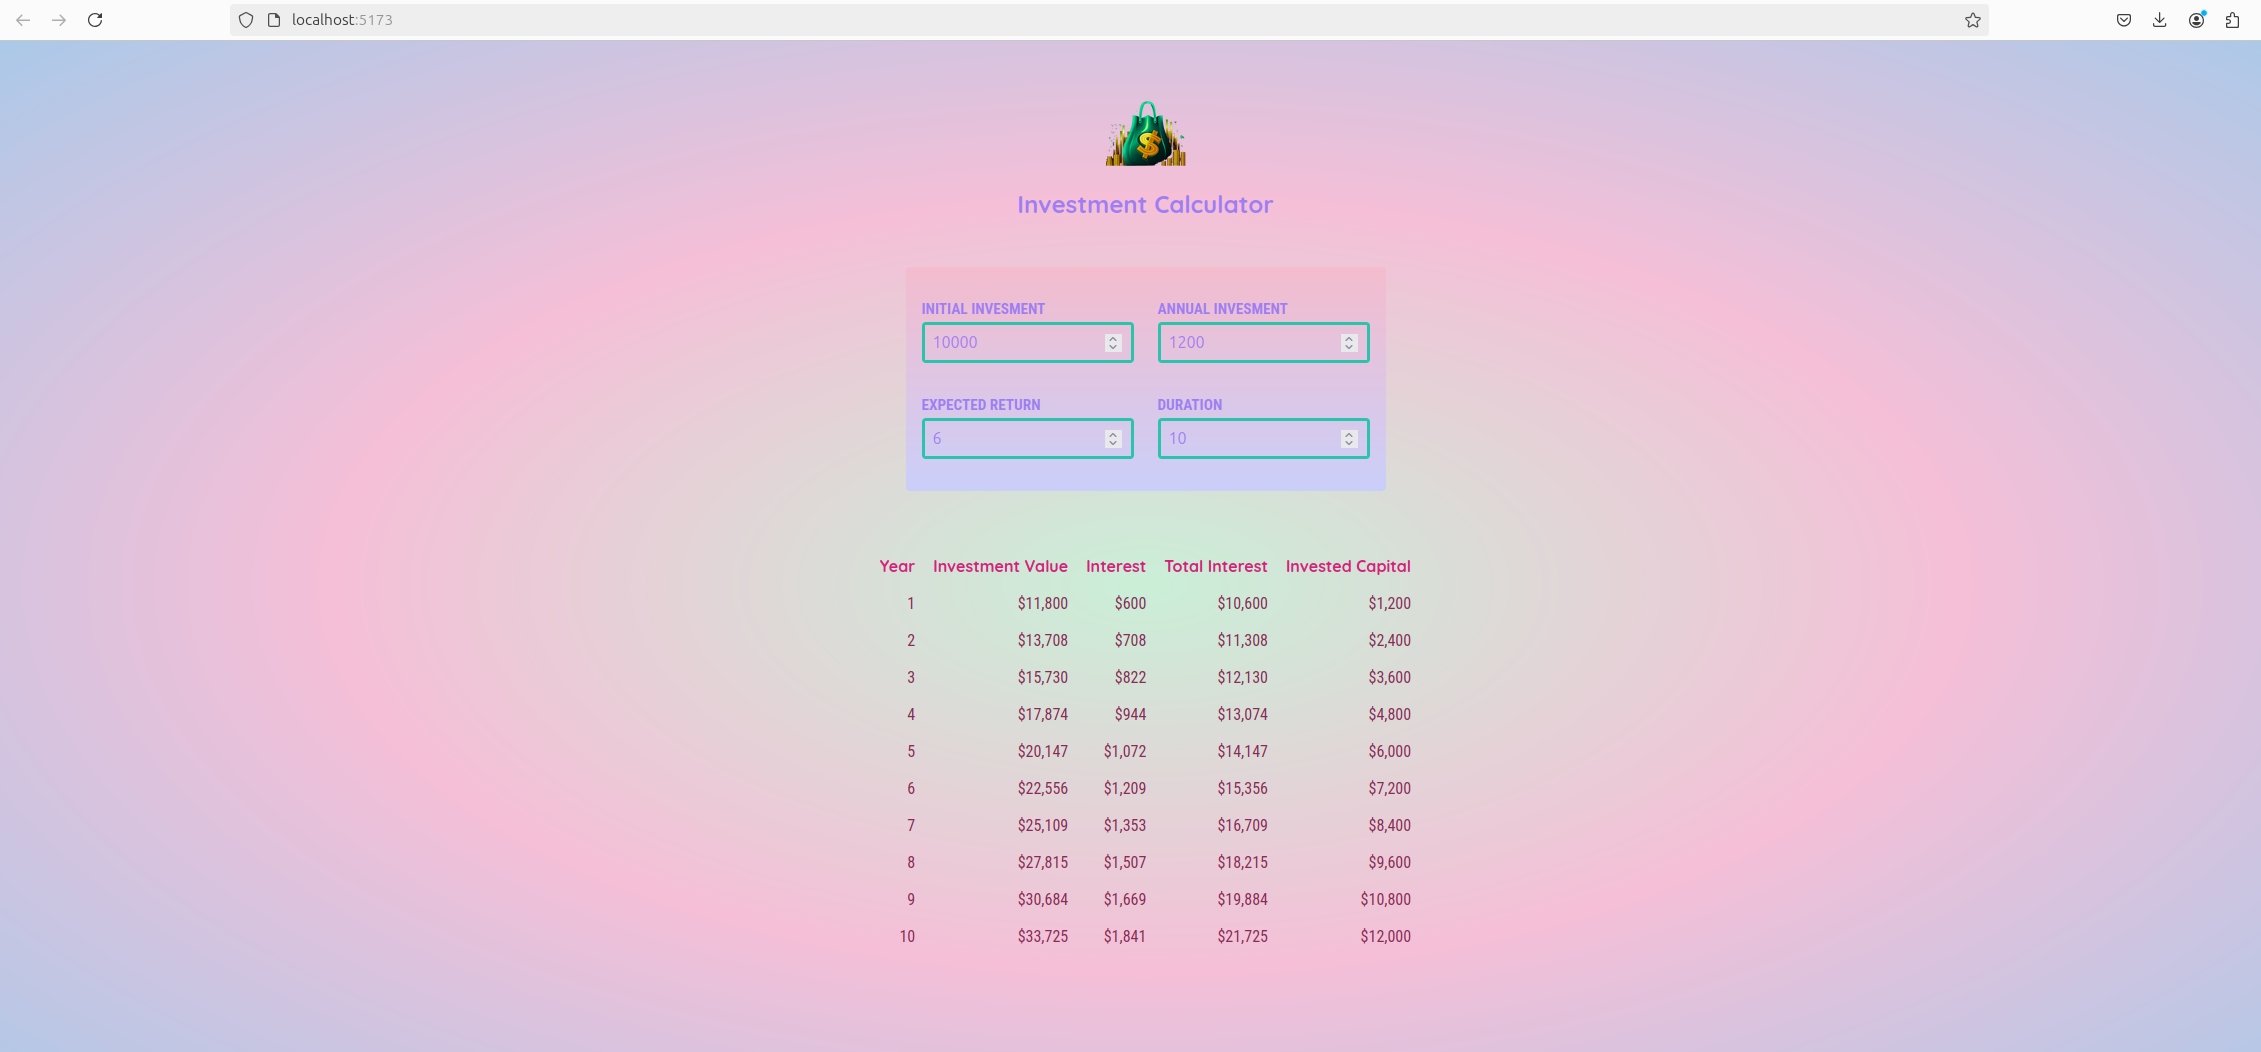 localhost:5173
Investment Calculator
INITIAL INVESMENT ANNUAL INVESMENT
10000 1200
EXPECTED RETURN DURATION
6 10
Year Investment Value Interest Total Interest Invested Capital
1 $11,800 $600 $10,600 $1,200
2 $13,708 $708 $11,308 $2,400
3 $15,730 $822 $12,130 $3,600
4 $17,874 $944 $13,074 $4,800
5 $20,147 $1,072 $14,147 $6,000
6 $22,556 $1,209 $15,356 $7,200
7 $25,109 $1,353 $16,709 $8,400
8 $27,815 $1,507 $18,215 $9,600
9 $30,684 $1,669 $19,884 $10,800
10 $33,725 $1,841 $21,725 $12,000